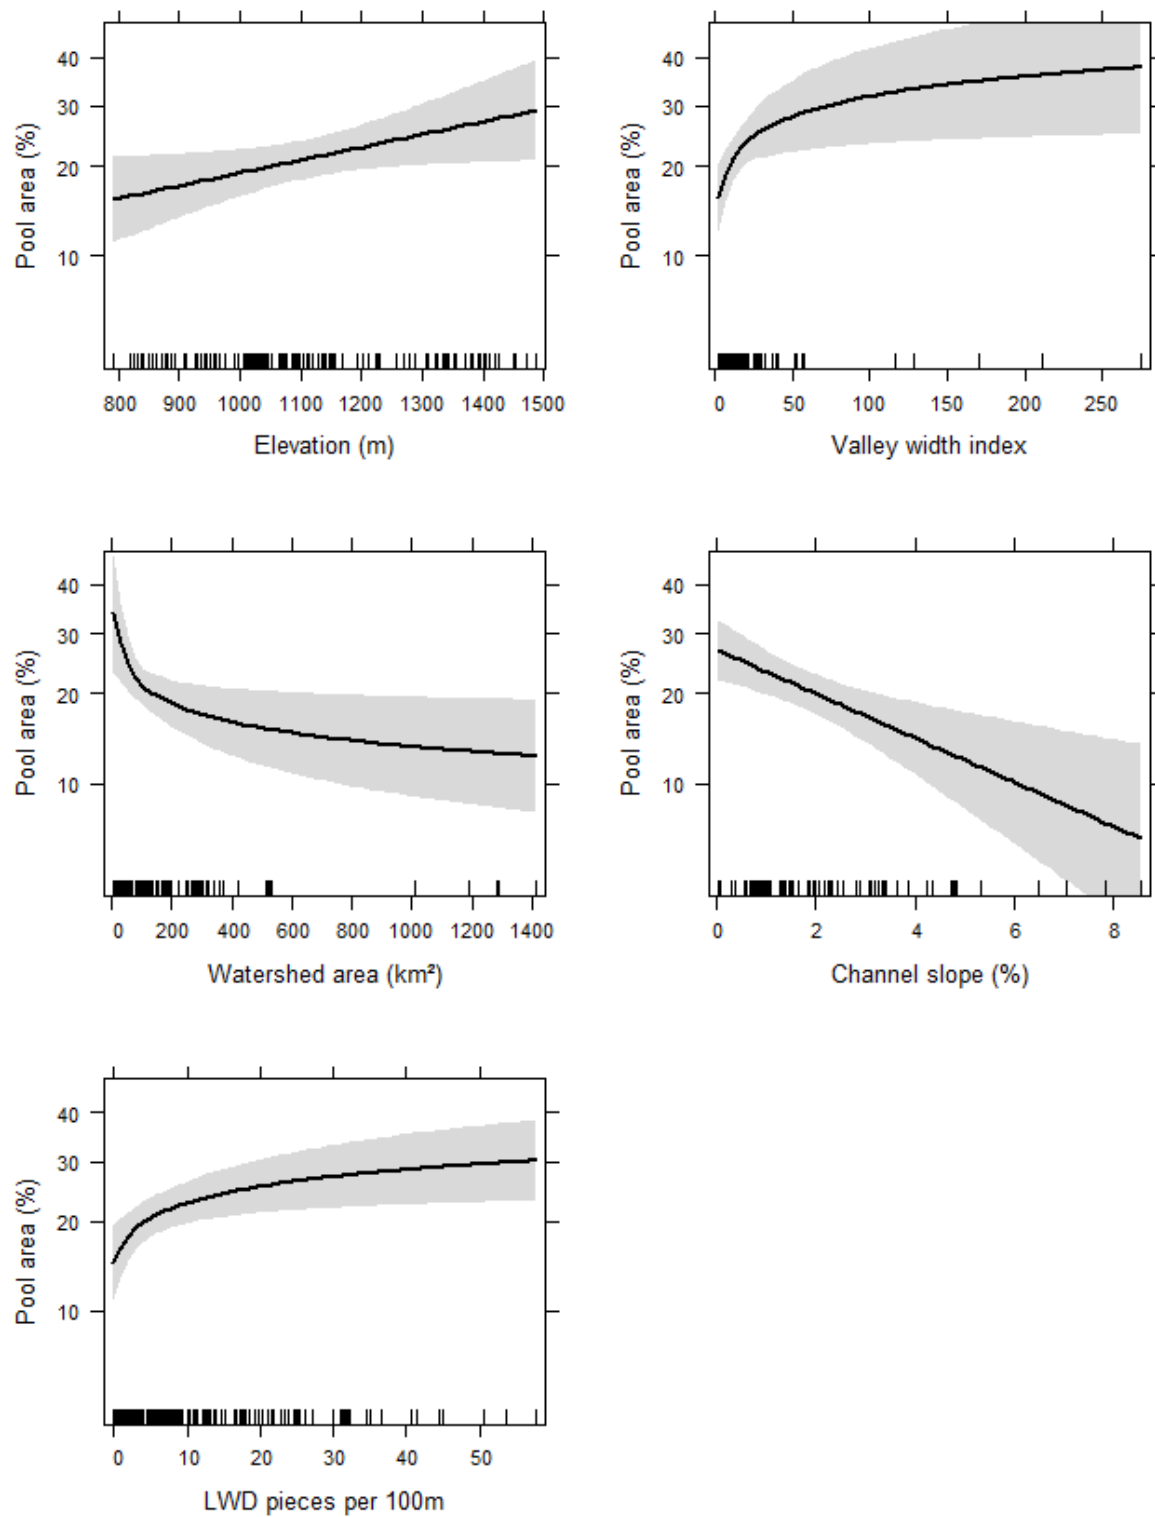 Pool area (%)
40
30
20
10
800 900 1000 1100 1200 1300 1400 1500
Elevation (m)
Pool area (%)
40
30
20
10
0 50 100 150 200 250
Valley width index
Pool area (%)
40
30
20
10
0 200 400 600 800 1000 1200 1400
Watershed area (km²)
Pool area (%)
40
30
20
10
0 2 4 6 8
Channel slope (%)
Pool area (%)
40
30
20
10
0 10 20 30 40 50
LWD pieces per 100m